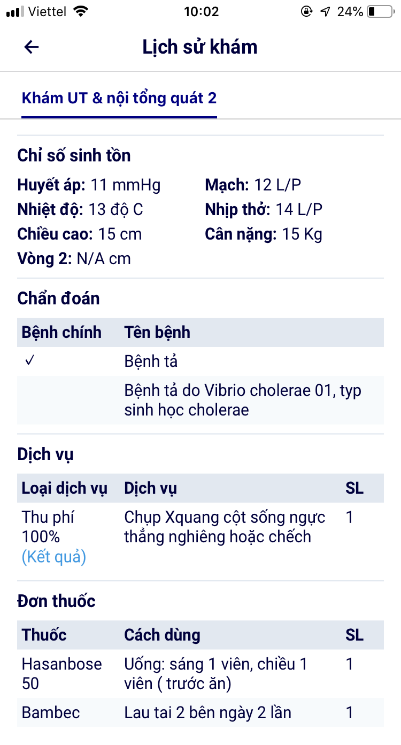 Viettel 10:02 24%
Lịch sử khám
Khám UT & nội tổng quát 2
Chỉ số sinh tồn
Huyết áp: 11 mmHg Mạch: 12 L/P
Nhiệt độ: 13 độ C Nhịp thở: 14 L/P
Chiều cao: 15 cm Cân nặng: 15 Kg
Vòng 2: N/A cm
Chẩn đoán
Bệnh chính Tên bệnh
✓ Bệnh tả
Bệnh tả do Vibrio cholerae 01, typ
sinh học cholerae
Dịch vụ
Loại dịch vụ Dịch vụ SL
Thu phí Chụp Xquang cột sống ngực 1
100% thẳng nghiêng hoặc chếch
(Kết quả)
Đơn thuốc
Thuốc Cách dùng SL
Hasanbose Uống: sáng 1 viên, chiều 1 1
50 viên ( trước ăn)
Bambec Lau tai 2 bên ngày 2 lần 1